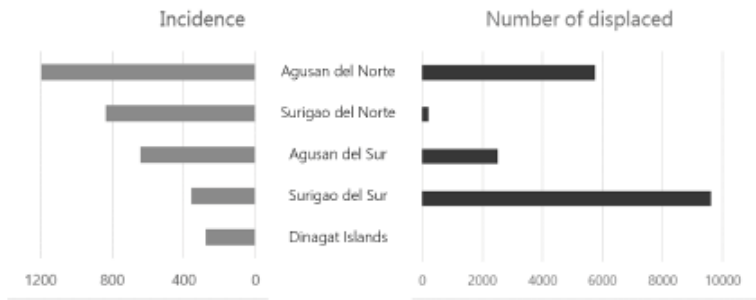 Incidence
Number of displaced
Agusan del Norte
Surigao del Norte
Agusan del Sur
Surigao del Sur
Dinagat Islands
1200 800 400 0
0 2000 4000 6000 8000 10000